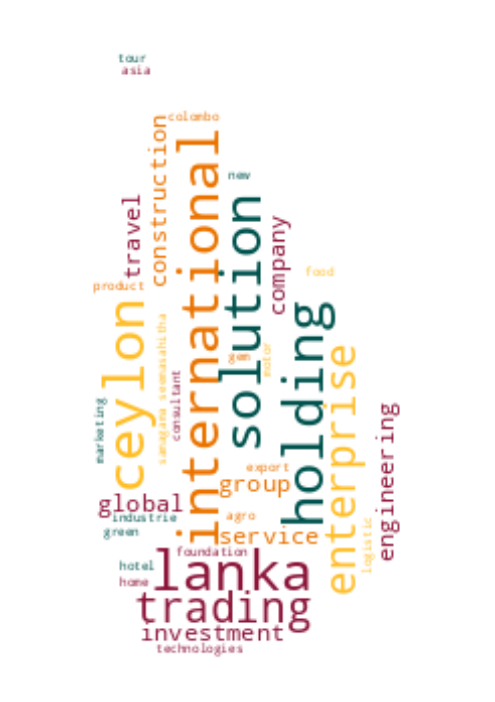 tour
asia
colombo
construction
international
new
travel
solution
company
food
product
ceylon
holding
samagama seemasahitha
gem
motor
enterprise
consultant
marketing
engineering
export
group
global
industrie
agro
green
service
logistic
foundation
hotel
lanka
home
trading
investment
technologies